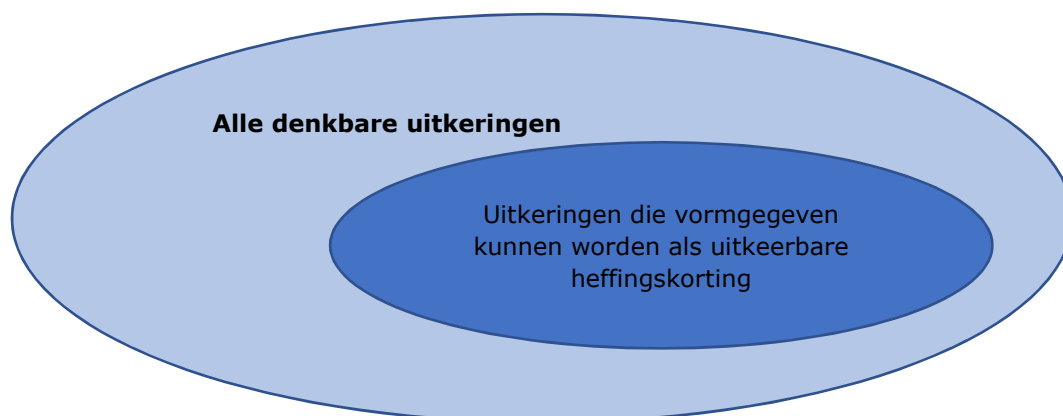 Alle denkbare uitkeringen
Uitkeringen die vormgegeven
kunnen worden als uitkeerbare
heffingskorting